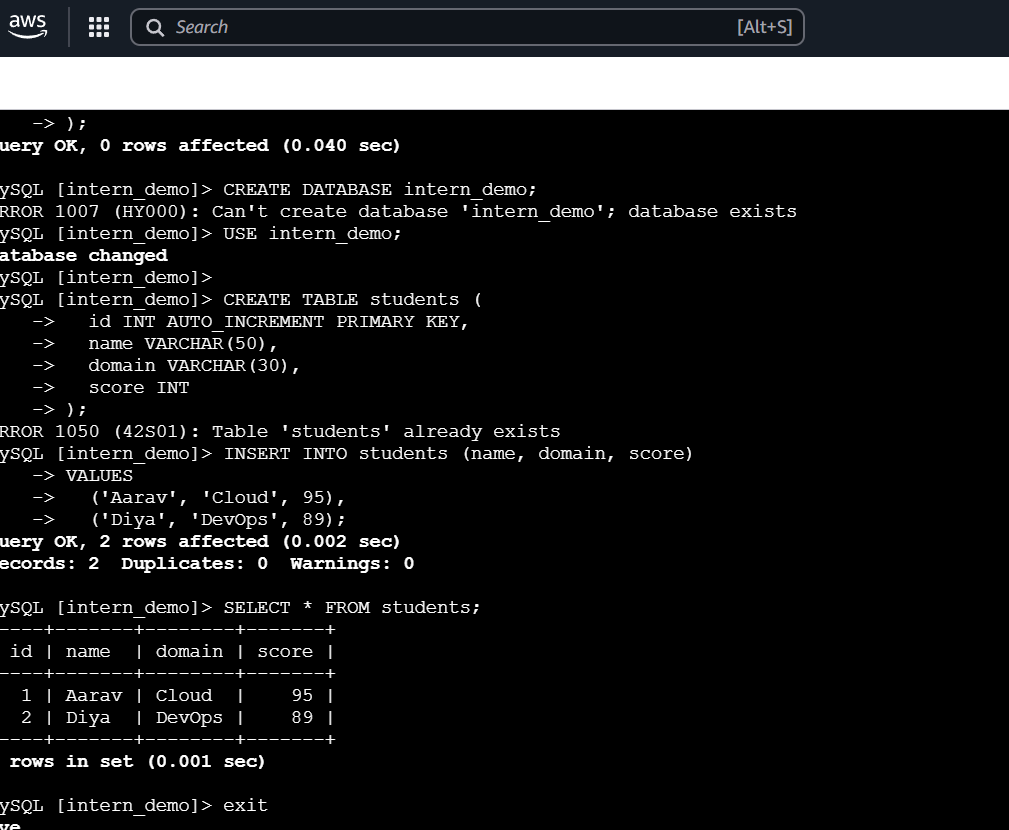 aws
Search [Alt+S]
-> );
uery OK, 0 rows affected (0.040 sec)
ySQL [intern_demo]> CREATE DATABASE intern_demo;
RROR 1007 (HY000): Can't create database 'intern_demo'; database exists
ySQL [intern_demo]> USE intern_demo;
atabase changed
ySQL [intern_demo]>
ySQL [intern_demo]> CREATE TABLE students (
->   id INT AUTO_INCREMENT PRIMARY KEY,
->   name VARCHAR(50),
->   domain VARCHAR(30),
->   score INT
-> );
RROR 1050 (42S01): Table 'students' already exists
ySQL [intern_demo]> INSERT INTO students (name, domain, score)
-> VALUES
->   ('Aarav', 'Cloud', 95),
->   ('Diya', 'DevOps', 89);
uery OK, 2 rows affected (0.002 sec)
ecords: 2  Duplicates: 0  Warnings: 0
ySQL [intern_demo]> SELECT * FROM students;
----+-------+--------+-------+
id | name  | domain | score |
----+-------+--------+-------+
1 | Aarav | Cloud  |    95 |
2 | Diya  | DevOps |    89 |
----+-------+--------+-------+
rows in set (0.001 sec)
ySQL [intern_demo]> exit
ye